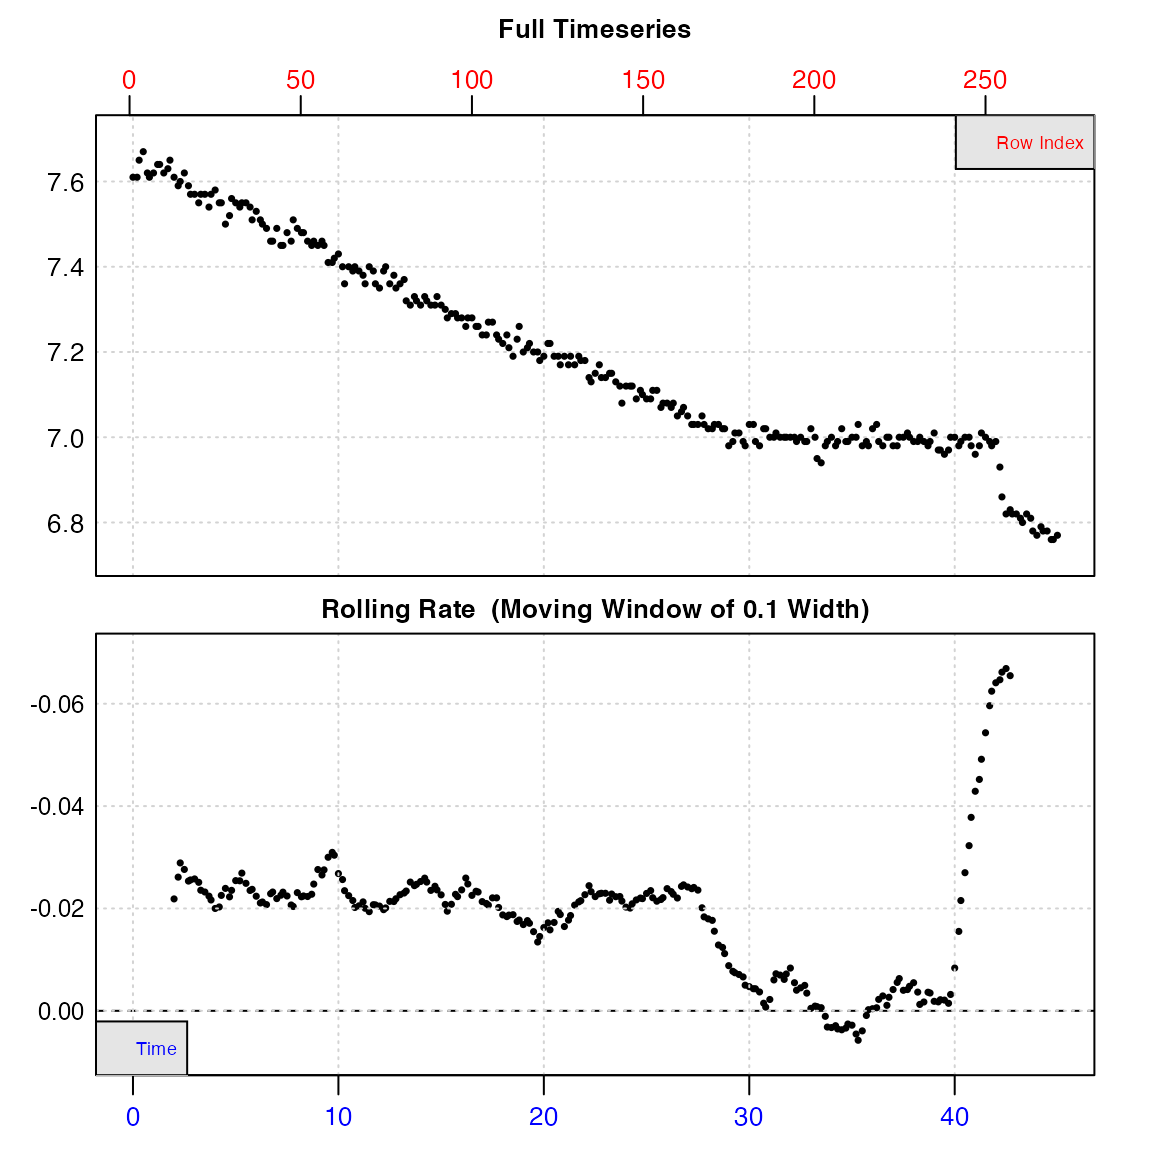 Full Timeseries
0 50 100 150 200 250
Row Index
7.6
7.4
7.2
7.0
6.8
Rolling Rate (Moving Window of 0.1 Width)
-0.06
-0.04
-0.02
0.00
Time
0 10 20 30 40